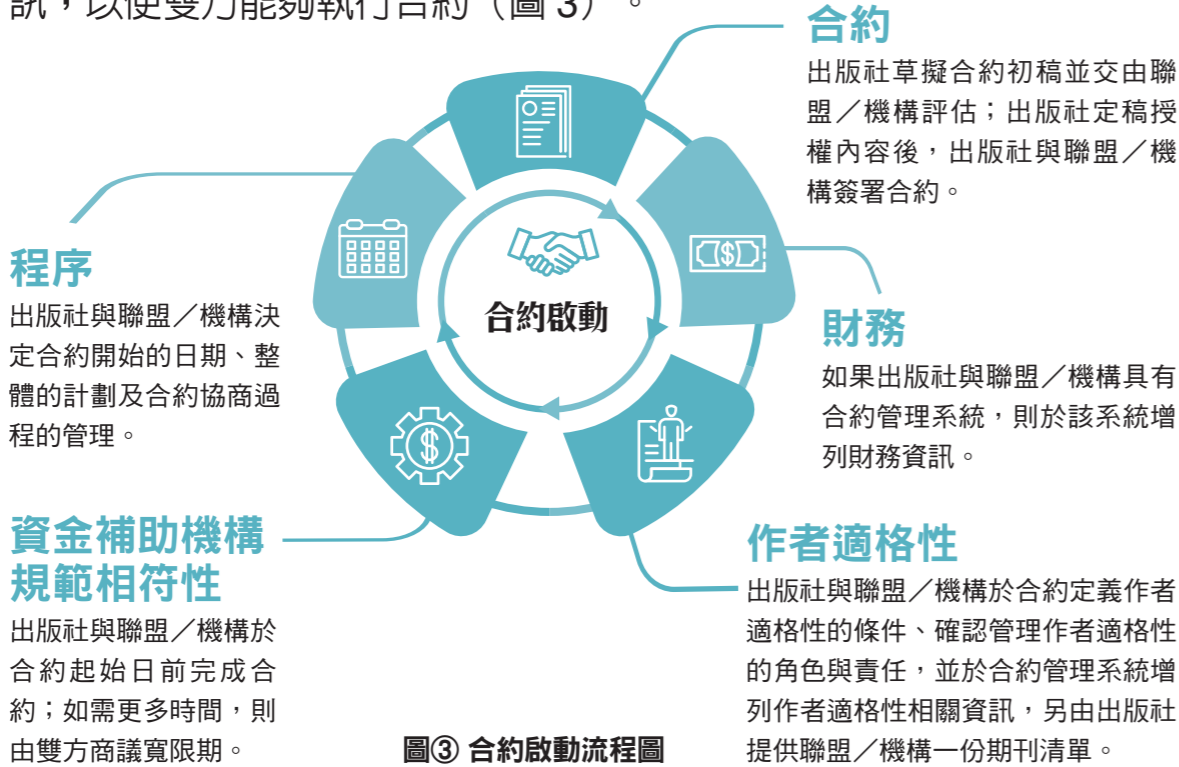 訊，以使雙方能夠執行合約（圖 3）。
合約
出版社草擬合約初稿並交由聯
盟／機構評估；出版社定稿授
權內容後，出版社與聯盟／機
構簽署合約。
財務
如果出版社與聯盟／機構具有
合約管理系統，則於該系統增
列財務資訊。
作者適格性
出版社與聯盟／機構於合約定義作者
適格性的條件、確認管理作者適格性
的角色與責任，並於合約管理系統增
列作者適格性相關資訊，另由出版社
提供聯盟／機構一份期刊清單。
資金補助機構
規範相符性
出版社與聯盟／機構於
合約起始日前完成合
約；如需更多時間，則
由雙方商議寬限期。
程序
出版社與聯盟／機構決
定合約開始的日期、整
體的計劃及合約協商過
程的管理。
合約啟動
圖③ 合約啟動流程圖